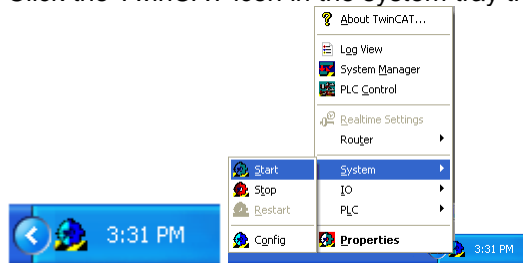 About TwinCAT...
Log View
System Manager
PLC Control
Realtime Settings
Router
System
IO
PLC
Properties
Start
Stop
Restart
Config
3:31 PM
3:31 PM